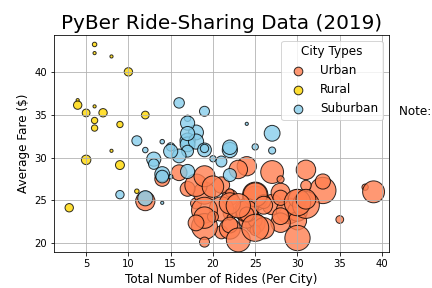 PyBer Ride-Sharing Data (2019)
City Types
Urban
Rural
Suburban
Note:
40
35
30
25
20
Average Fare ($)
5 10 15 20 25 30 35 40
Total Number of Rides (Per City)